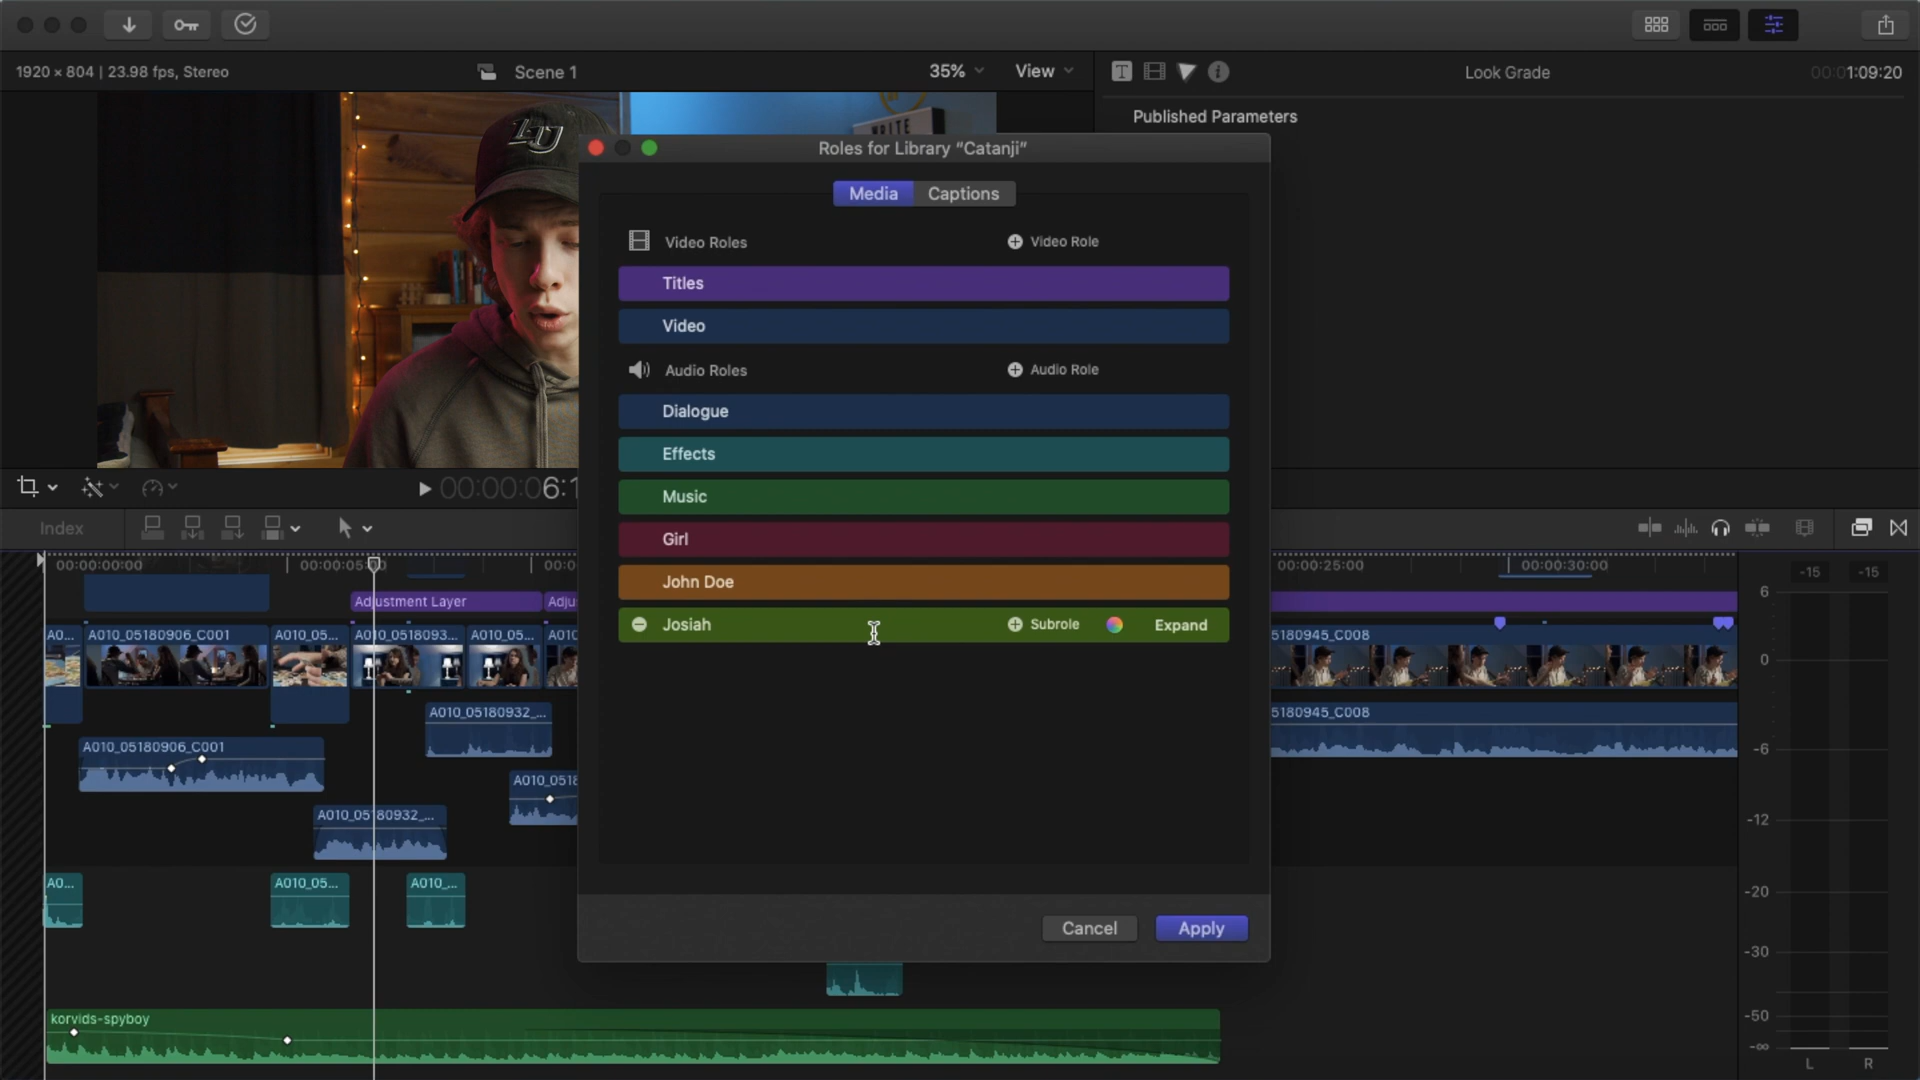 1920 × 804 | 23.98 fps, Stereo
Scene 1
35%
View
Look Grade
00:01:09:20
Published Parameters
LU
WRITE
Roles for Library “Catanji”
Media
Captions
Video Roles
Video Role
Titles
Video
Audio Roles
Audio Role
Dialogue
Effects
Music
Girl
John Doe
Josiah
Subrole
Expand
Cancel
Apply
00:00:06:1
Index
00:00:00:00
00:00:05:00
00:0
00:00:25:00
00:00:30:00
Adjustment Layer
Adju
A0...
A010_05180906_C001
A010_05...
A010_0518093...
A010_05...
A010
5180945_C008
A010_05180932_...
5180945_C008
A010_05180906_C001
A010_0518
A010_05180932_...
A0...
A010_05...
A010_...
korvids-spyboy
-15
-15
6
0
-6
-12
-20
-30
-50
-∞
L
R